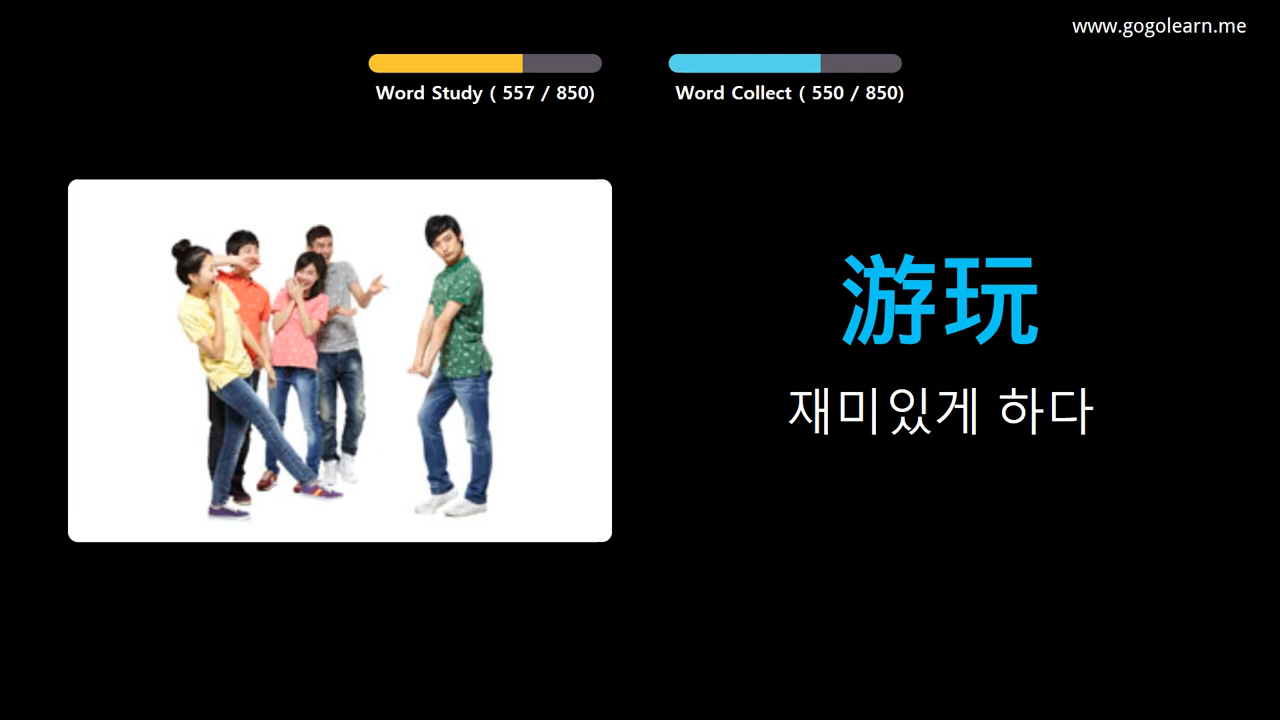 www.gogolearn.me
Word Study ( 557 / 850)
Word Collect ( 550 / 850)
游玩
재미있게 하다